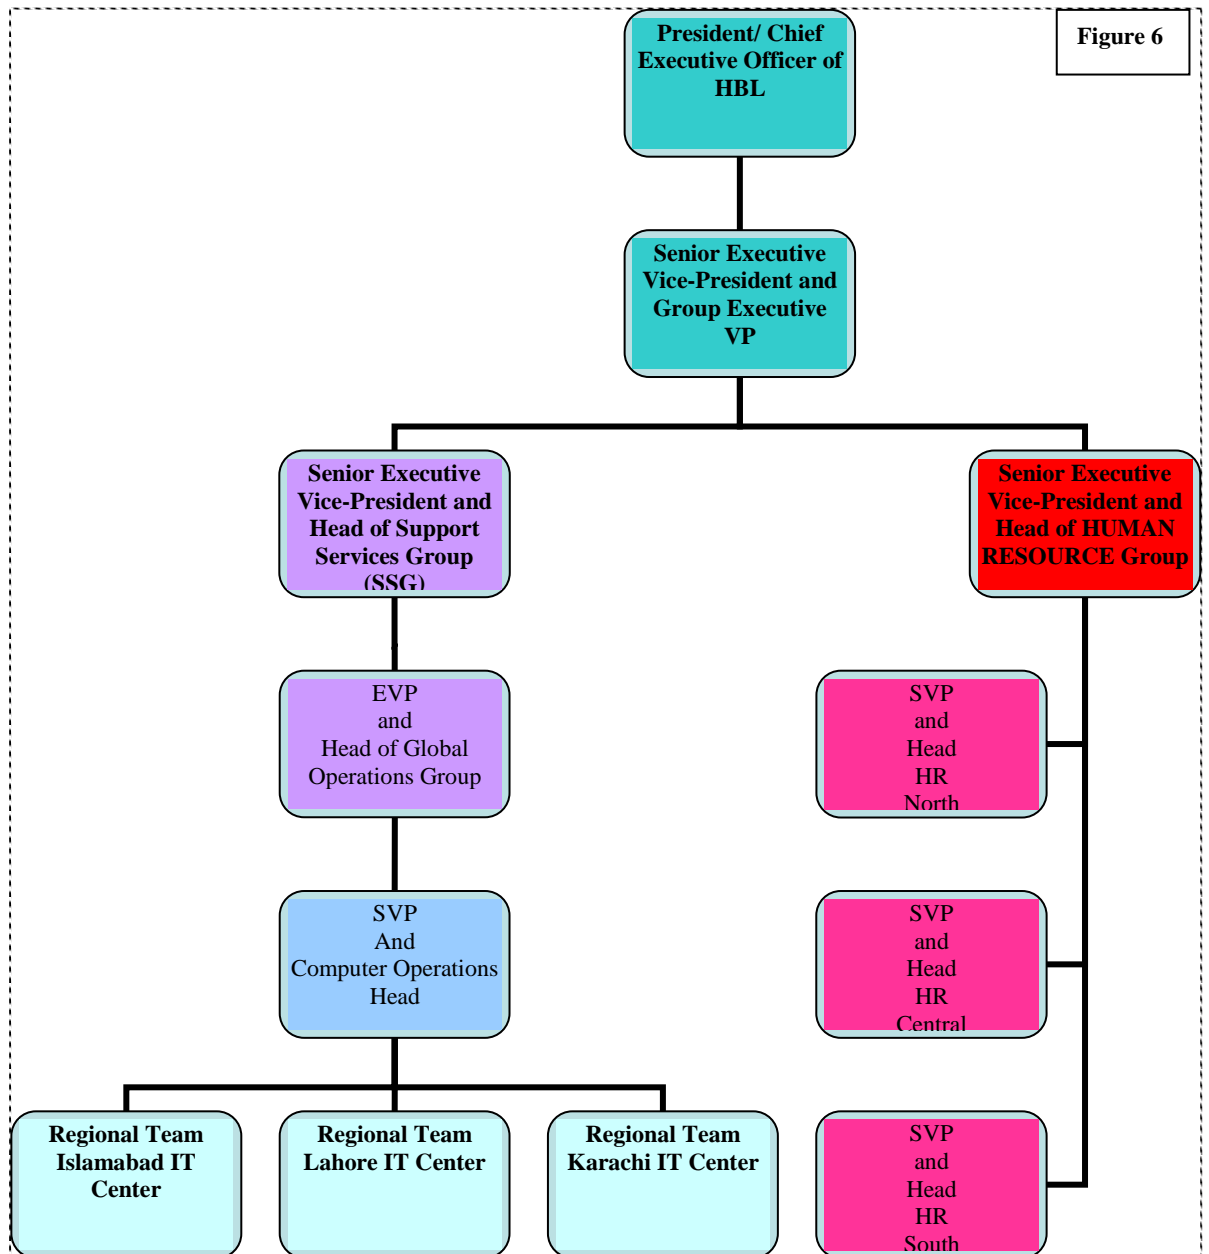 Figure 6
President/ Chief
Executive Officer of
HBL
Senior Executive
Vice-President and
Group Executive
VP
Senior Executive
Vice-President and
Head of Support
Services Group
(SSG)
Senior Executive
Vice-President and
Head of HUMAN
RESOURCE Group
EVP
and
Head of Global
Operations Group
SVP
and
Head
HR
North
SVP
And
Computer Operations
Head
SVP
and
Head
HR
Central
Regional Team
Islamabad IT
Center
Regional Team
Lahore IT Center
Regional Team
Karachi IT Center
SVP
and
Head
HR
South